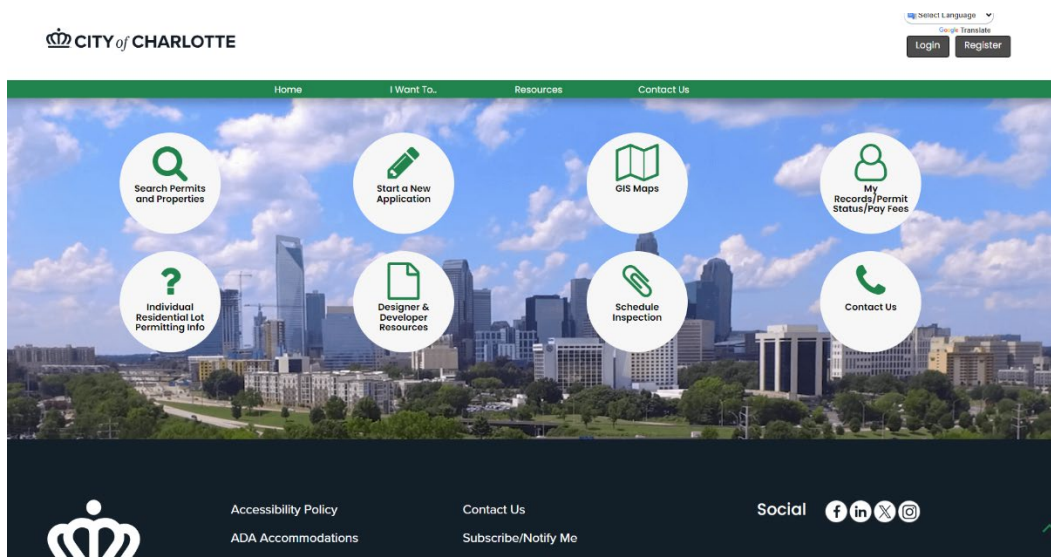 Select Language
Google Translate
CITY of CHARLOTTE
Login Register
Home I Want To.. Resources Contact Us
Search Permits
and Properties
Start a New
Application
GIS Maps
My
Records/Permit
Status/Pay Fees
Individual
Residential Lot
Permitting Info
Designer &
Developer
Resources
Schedule
Inspection
Contact Us
Accessibility Policy
Contact Us
Social
ADA Accommodations
Subscribe/Notify Me